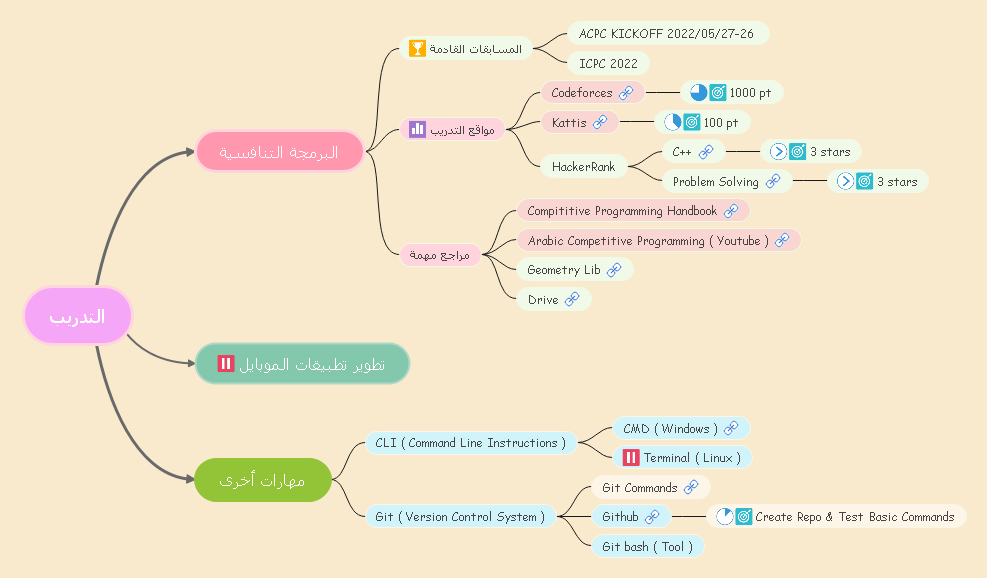 التدريب
البرمجة التنافسية
المسابقات القادمة
ACPC KICKOFF 2022/05/27-26
ICPC 2022
مواقع التدريب
Codeforces
1000 pt
Kattis
100 pt
HackerRank
C++
3 stars
Problem Solving
3 stars
مراجع مهمة
Compititive Programming Handbook
Arabic Competitive Programming ( Youtube )
Geometry Lib
Drive
تطوير تطبيقات الموبايل
مهارات أخرى
CLI ( Command Line Instructions )
CMD ( Windows )
Terminal ( Linux )
Git ( Version Control System )
Git Commands
Github
Create Repo & Test Basic Commands
Git bash ( Tool )